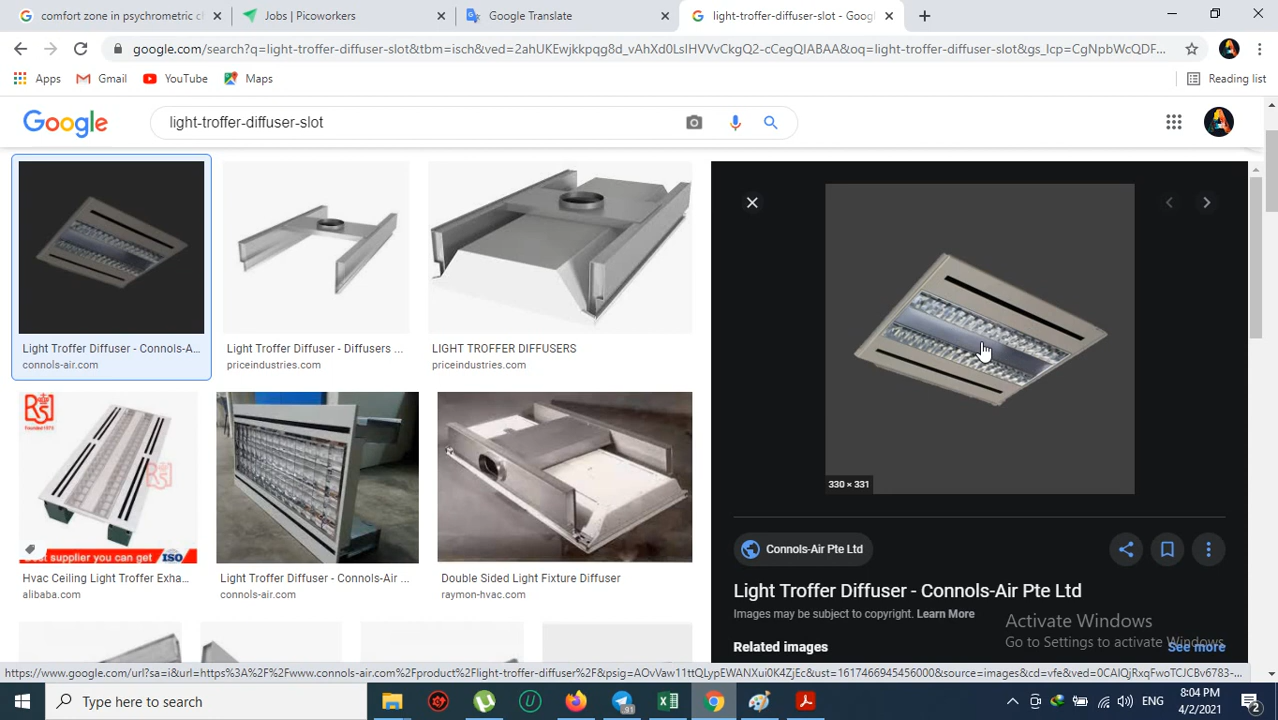 comfort zone in psychrometric cl
Jobs | Picoworkers
Google Translate
light-troffer-diffuser-slot - Goog
google.com/search?q=light-troffer-diffuser-slot&tbm=isch&ved=2ahUKEwjkkpqg8d_vAhXd0LsIHVVvCkgQ2-cCegQIABAA&oq=light-troffer-diffuser-slot&gs_lcp=CgNpbWcQDF...
Apps
Gmail
YouTube
Maps
Reading list
Google
light-troffer-diffuser-slot
Light Troffer Diffuser - Connols-A...
connols-air.com
Light Troffer Diffuser - Diffusers ...
priceindustries.com
LIGHT TROFFER DIFFUSERS
priceindustries.com
330 × 331
RSI
Founded 1973
best supplier you can get
ISO
Hvac Ceiling Light Troffer Exha...
alibaba.com
Light Troffer Diffuser - Connols-Air ...
connols-air.com
Double Sided Light Fixture Diffuser
raymon-hvac.com
Connols-Air Pte Ltd
Light Troffer Diffuser - Connols-Air Pte Ltd
Images may be subject to copyright. Learn More
Related images
See more
Activate Windows
Go to Settings to activate Windows.
https://www.google.com/url?sa=i&url=https%3A%2F%2Fwww.connols-air.com%2Fproduct%2Flight-troffer-diffuser%2F&psig=AOvVaw11ttQLypEWANXui0K4ZjEc&ust=1617466945456000&source=images&cd=vfe&ved=0CAIQjRxqFwoTCJDrh6v6783-...
Type here to search
91
ENG
8:04 PM
4/2/2021
2